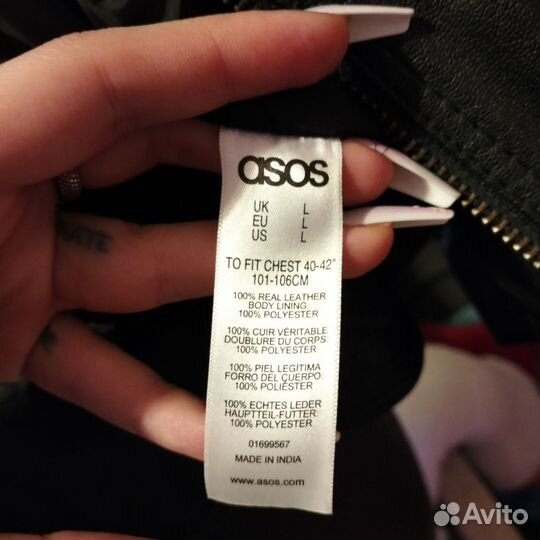 asos
UK L
EU L
US L
TO FIT CHEST 40-42"
101-106CM
100% REAL LEATHER
BODY LINING:
100% POLYESTER
100% CUIR VÉRITABLE
DOUBLURE DU CORPS:
100% POLYESTER
100% PIEL LEGÍTIMA
FORRO DEL CUERPO:
100% POLIÉSTER
100% ECHTES LEDER
HAUPTTEIL-FUTTER:
100% POLYESTER
01699567
MADE IN INDIA
www.asos.com
Avito